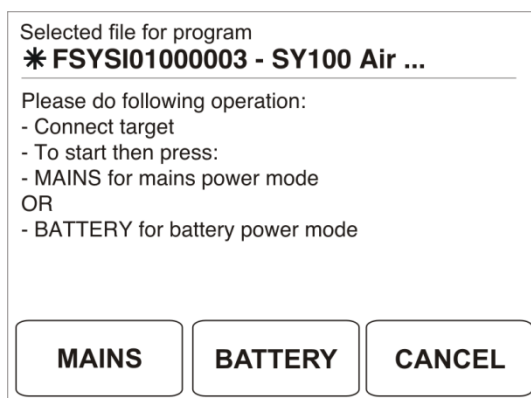 Selected file for program
✳ FSYSI01000003 - SY100 Air ...
Please do following operation:
- Connect target
- To start then press:
- MAINS for mains power mode
OR
- BATTERY for battery power mode
MAINS BATTERY CANCEL